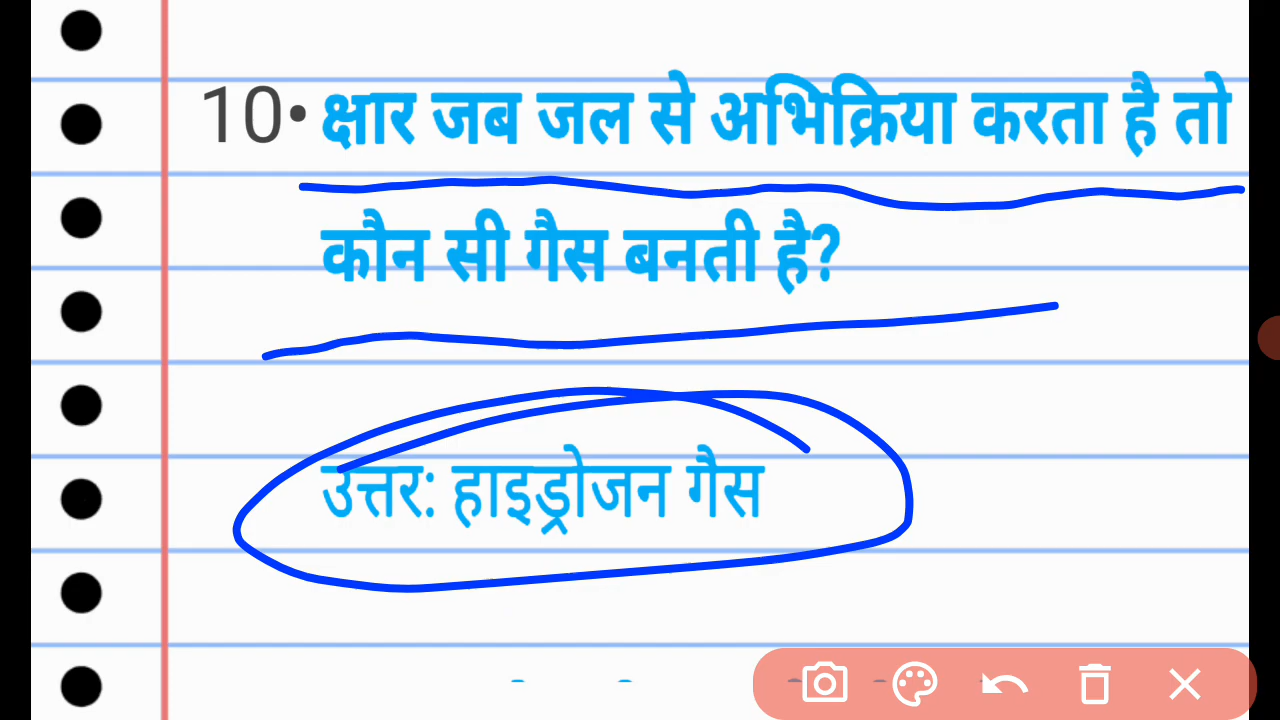 10• क्षार जब जल से अभिक्रिया करता है तो
कौन सी गैस बनती है?
उत्तर: हाइड्रोजन गैस